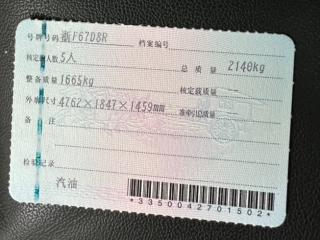 号牌号码 浙F67D8R 档案编号
核定载人数 5人 总质量 2140kg
整备质量 1665kg 核定载质量
外廓尺寸 4762×1847×1459mm 准牵引总质量
备注
检验记录
汽油
*3350042701502*